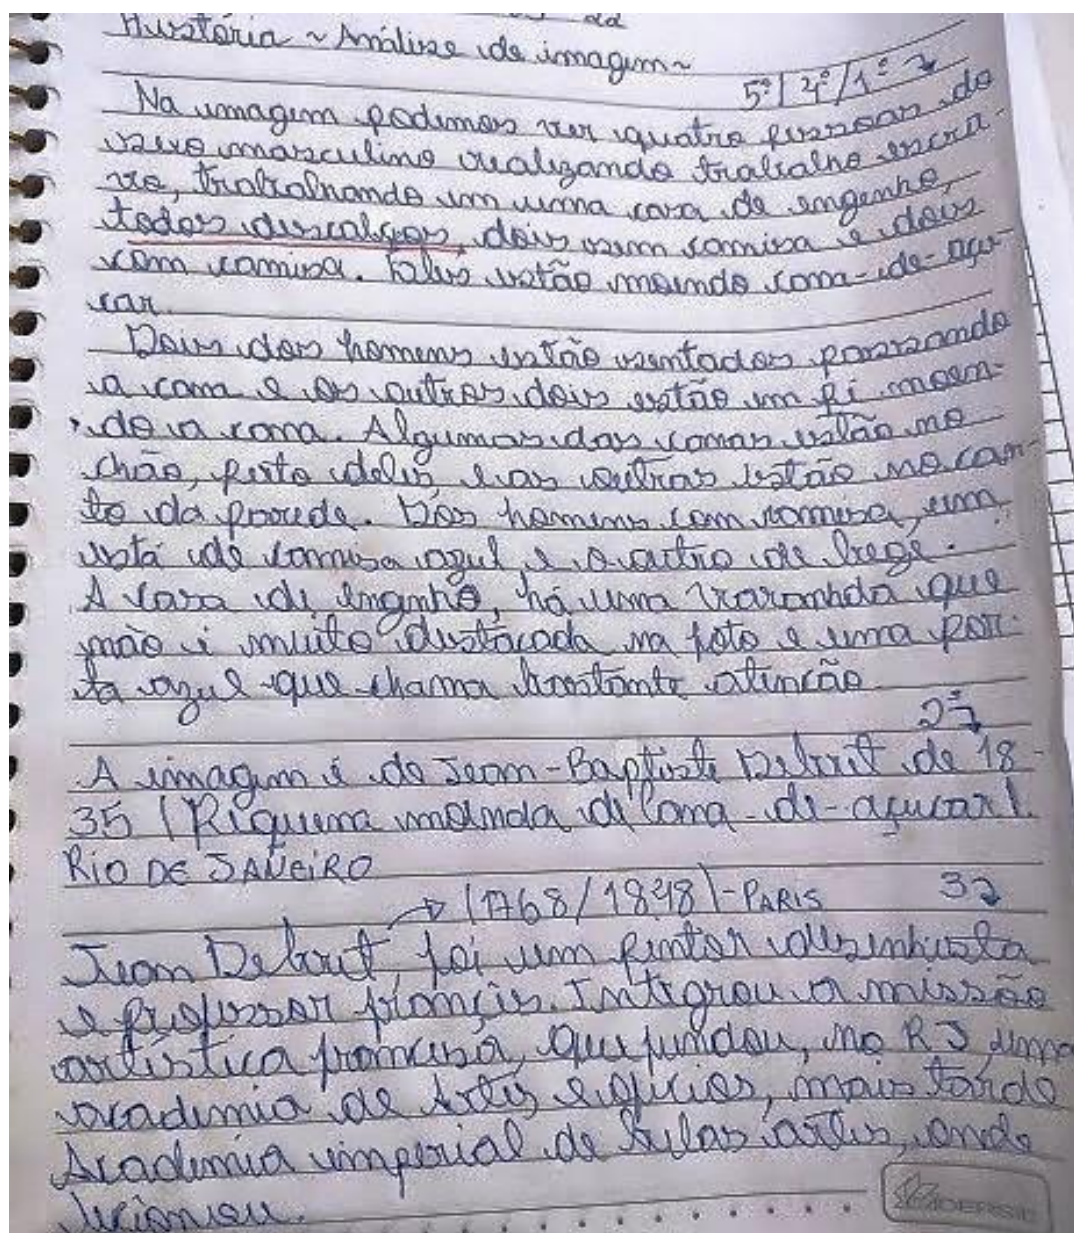 História ~ Análise de imagem ~
5º/4º/1º
Na imagem podemos ver quatro pessoas do
sexo masculino realizando trabalho escra-
vo, trabalhando em uma casa de engenho,
todos descalços, dois sem camisa e dois
com camisa. Eles estão moendo cana-de-açu-
car.
Dois dos homens estão sentados passando
a cana e os outros dois estão em pé moen-
do a cana. Algumas das canas estão no
chão, perto deles e as outras estão no can-
to da parede. Dos homens com camisa, um
está de camisa azul e o outro de bege.
A casa de engenho, há uma varanda que
não é muito destacada na foto e uma por-
ta azul que chama bastante atenção
2º
A imagem é de Jean-Baptiste Debret de 18-
35 (Pequena moenda de Cana-de-açucar).
RIO DE JANEIRO
(1768/1848)-PARIS 3
Jean Debret, foi um pintor desenhista
e professor francês. Integrou a missão
artística francesa, que fundou, no RJ, uma
academia de Artes e ofícios, mais tarde
Academia imperial de belas artes, onde
lecionou.